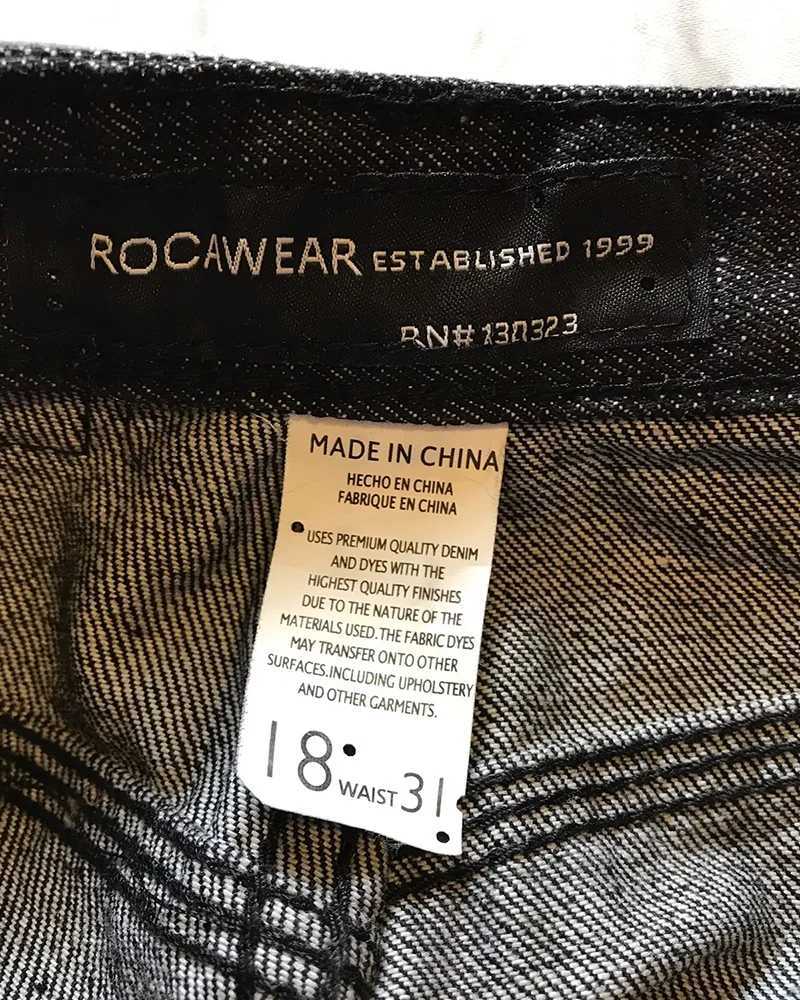 ROCAWEAR ESTABLISHED 1999
RN# 130323
MADE IN CHINA
HECHO EN CHINA
FABRIQUE EN CHINA
USES PREMIUM QUALITY DENIM
AND DYES WITH THE
HIGHEST QUALITY FINISHES
DUE TO THE NATURE OF THE
MATERIALS USED. THE FABRIC DYES
MAY TRANSFER ONTO OTHER
SURFACES.INCLUDING UPHOLSTERY
AND OTHER GARMENTS.
18 WAIST 31